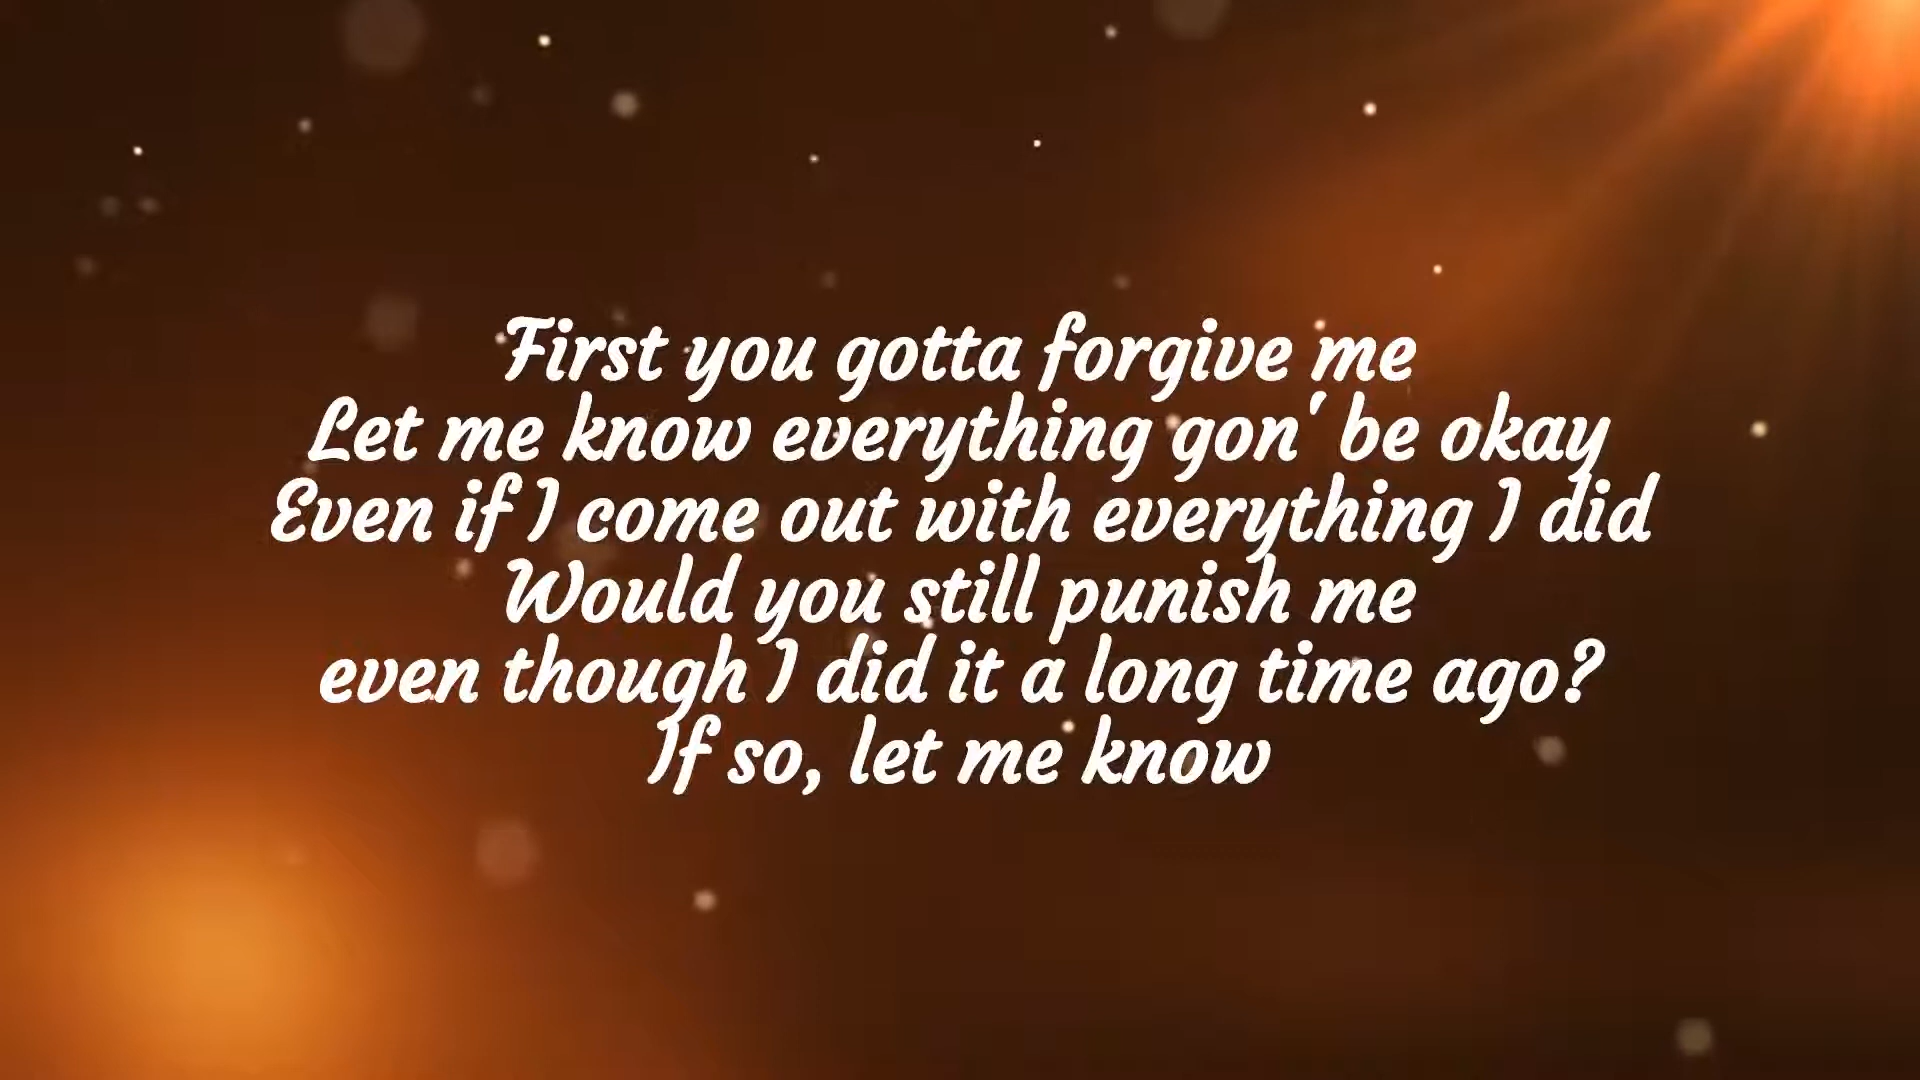 First you gotta forgive me
Let me know everything gon' be okay
Even if I come out with everything I did
Would you still punish me
even though I did it a long time ago?
If so, let me know